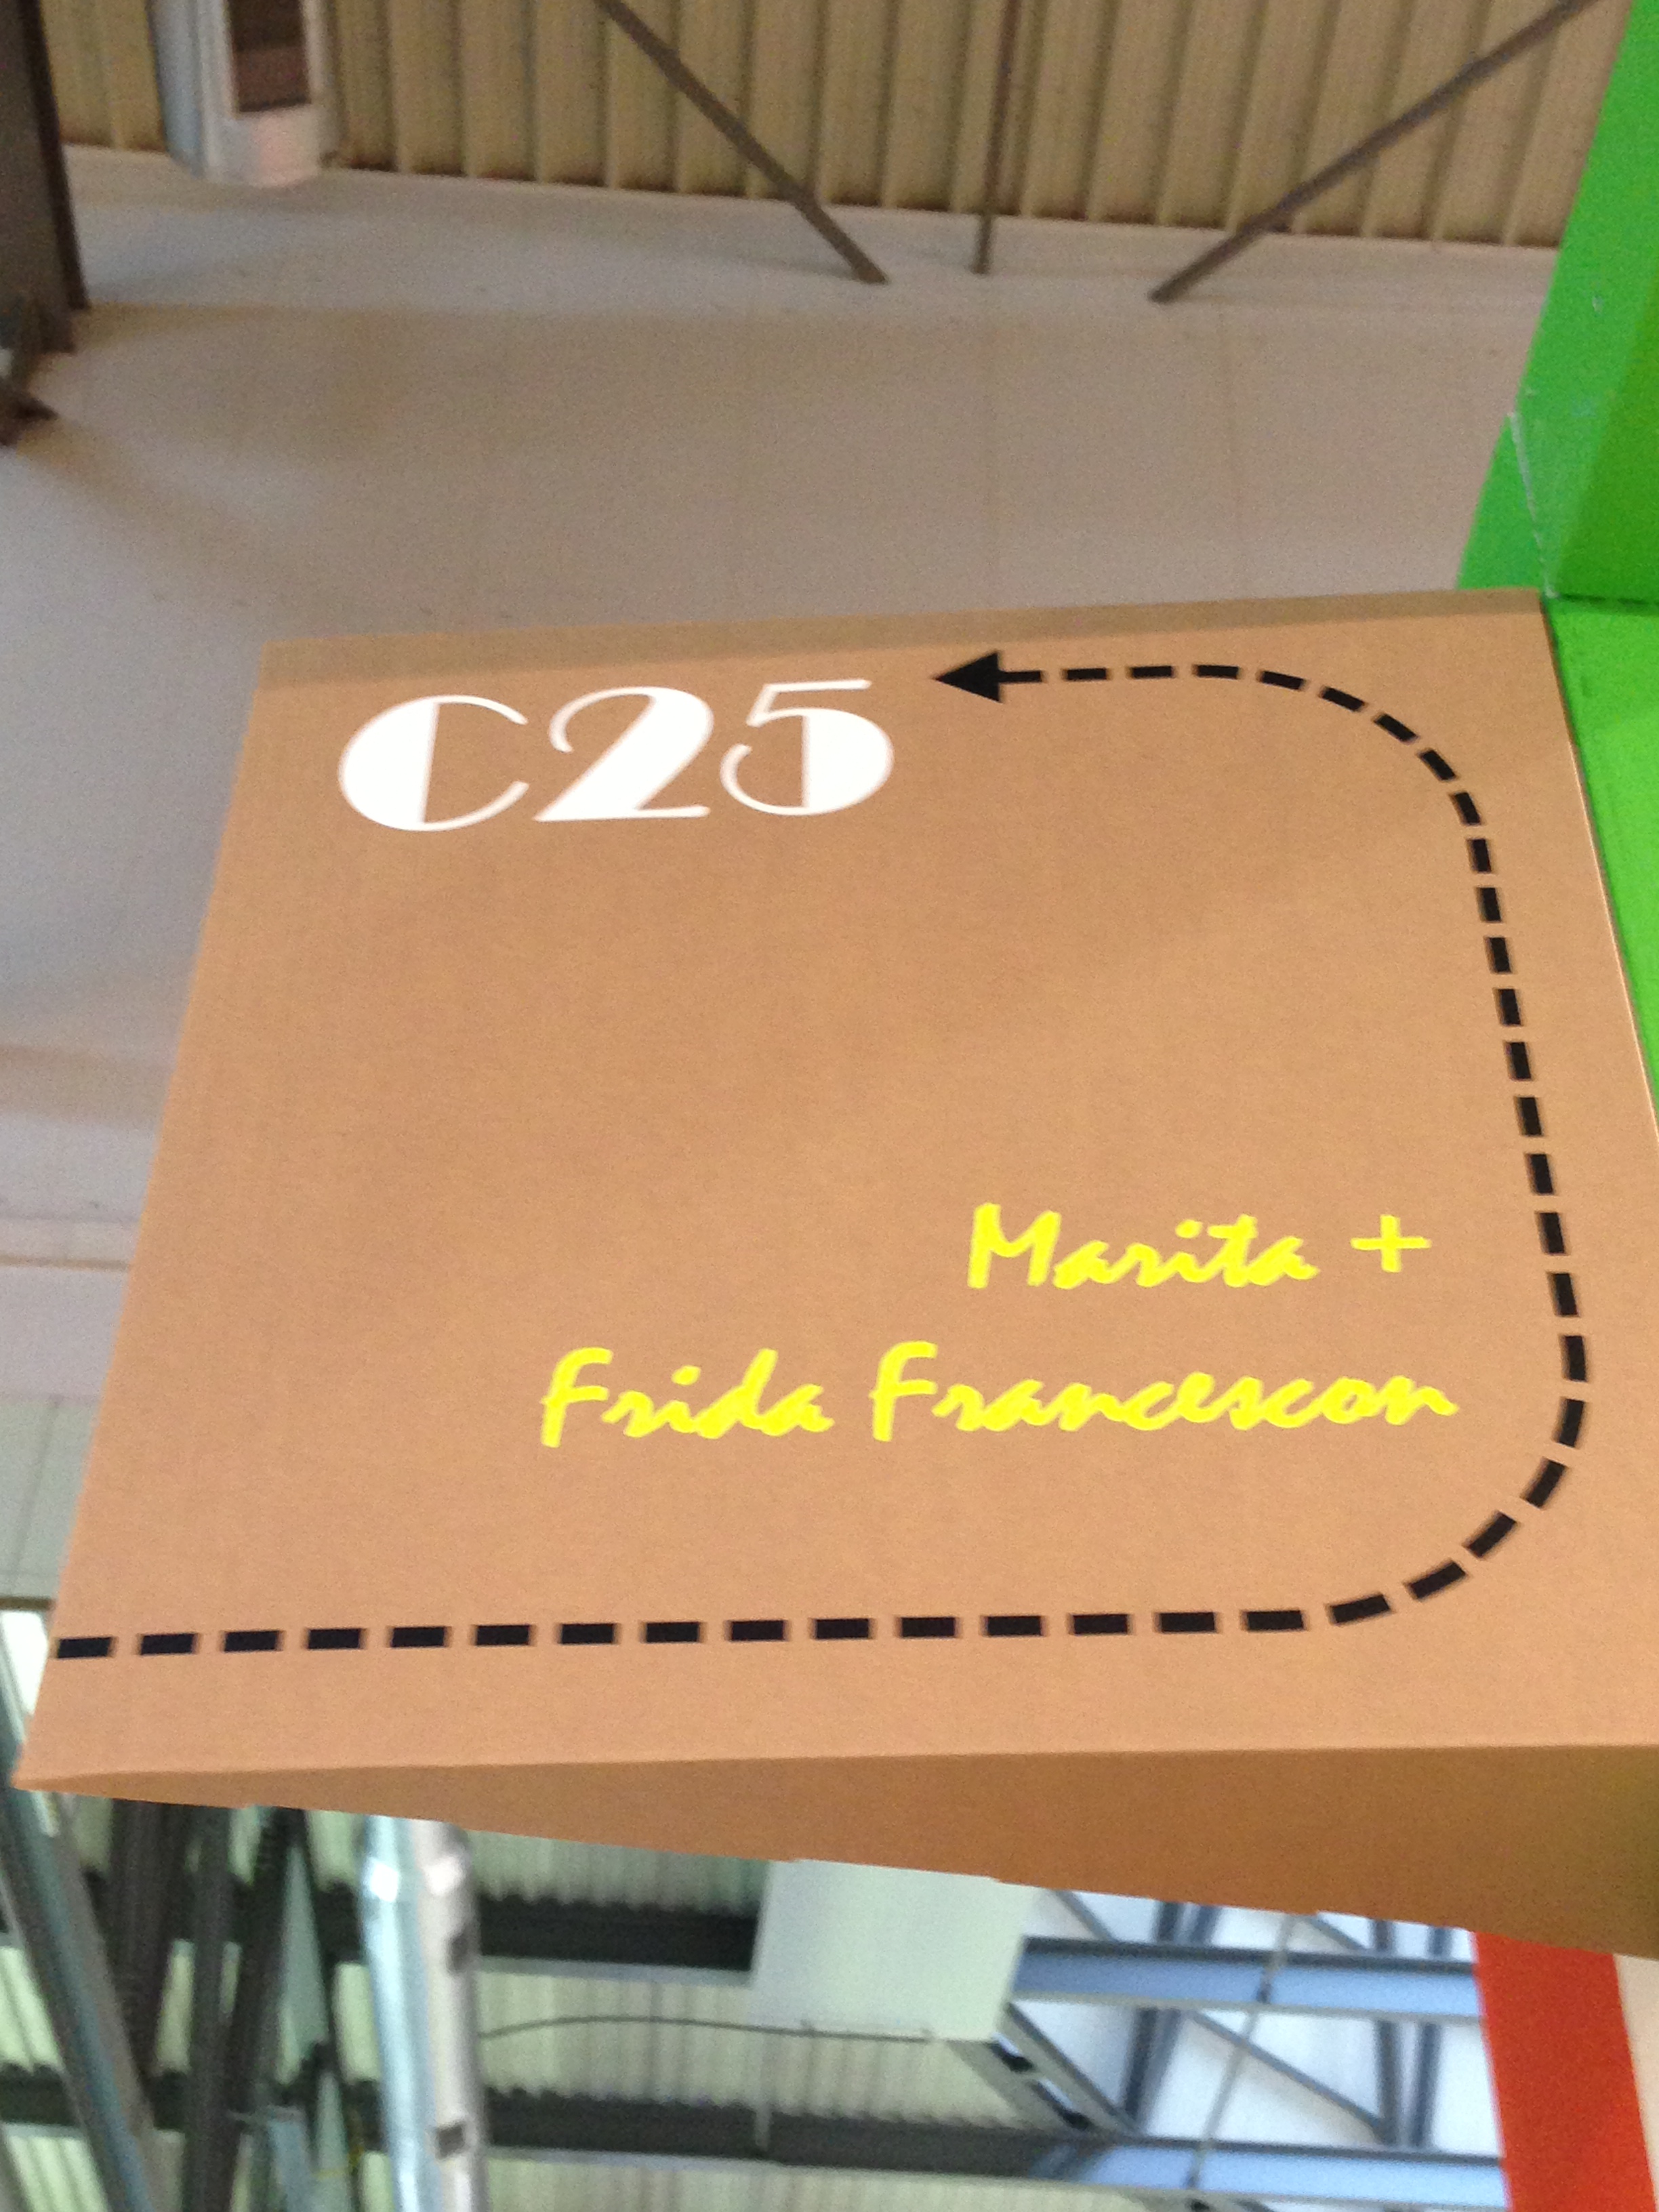 C25
Marita +
Frida Francescon